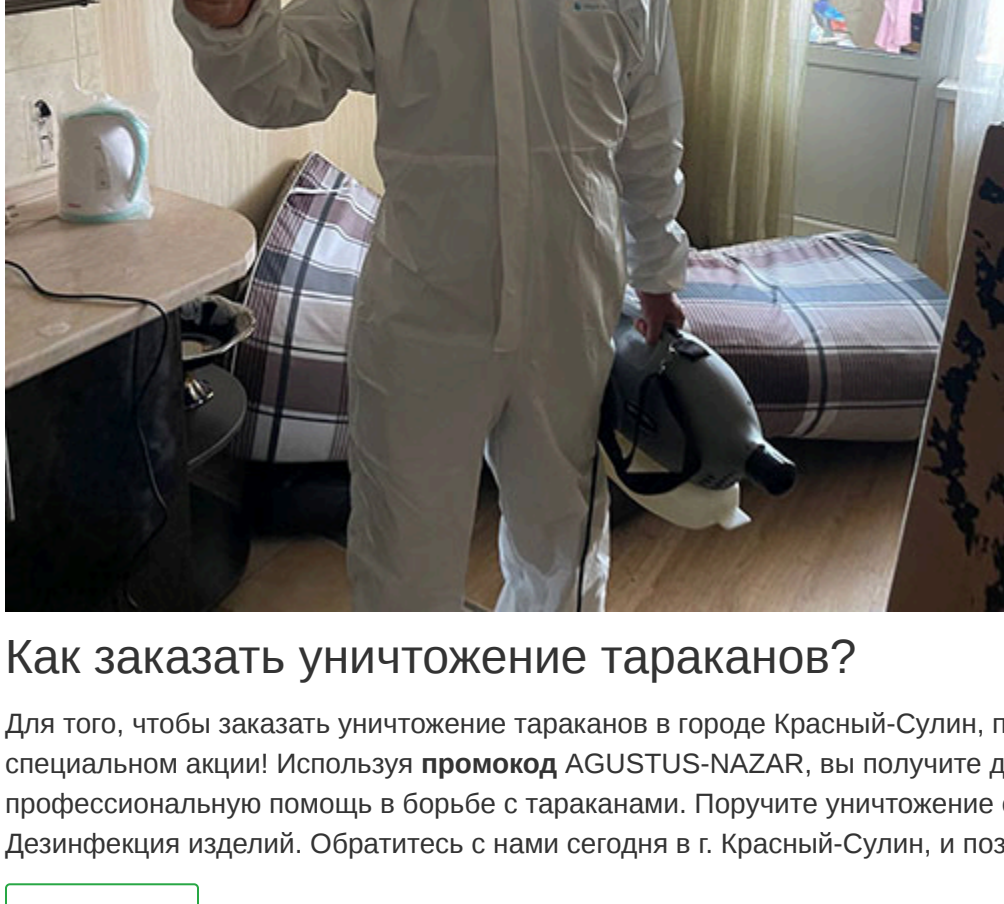 Как заказать уничтожение тараканов?
Для того, чтобы заказать уничтожение тараканов в городе Красный-Сулин,
специальном акции! Используя промокод AGUSTUS-NAZAR, вы получите
профессиональную помощь в борьбе с тараканами. Поручите уничтожение
Дезинфекция изделий. Обратитесь с нами сегодня в г. Красный-Сулин, и